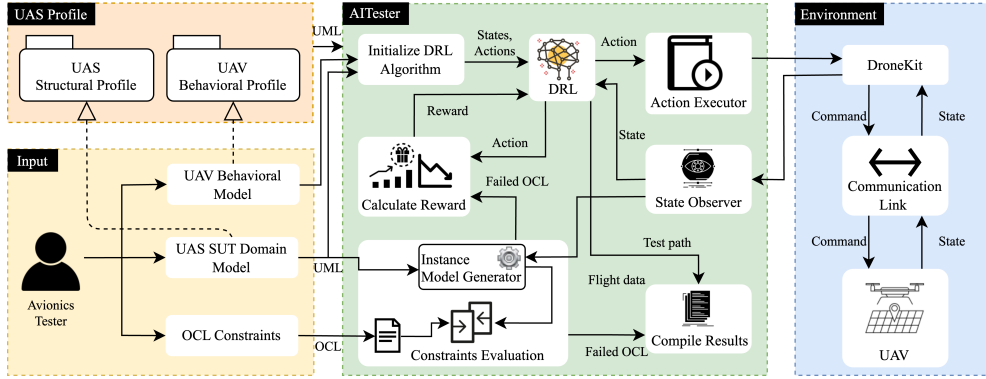 UAS Profile
UAS
Structural Profile
UAV
Behavioral Profile
UML
Input
UAV Behavioral
Model
UAS SUT Domain
Model
UML
Avionics
Tester
OCL Constraints
OCL
AITester
Initialize DRL
Algorithm
States,
Actions
DRL
Action
Action Executor
Reward
Action
State
Calculate Reward
Failed OCL
State Observer
Instance
Model Generator
Test path
Flight data
Constraints Evaluation
Failed OCL
Compile Results
Environment
DroneKit
Command
State
Communication
Link
Command
State
UAV